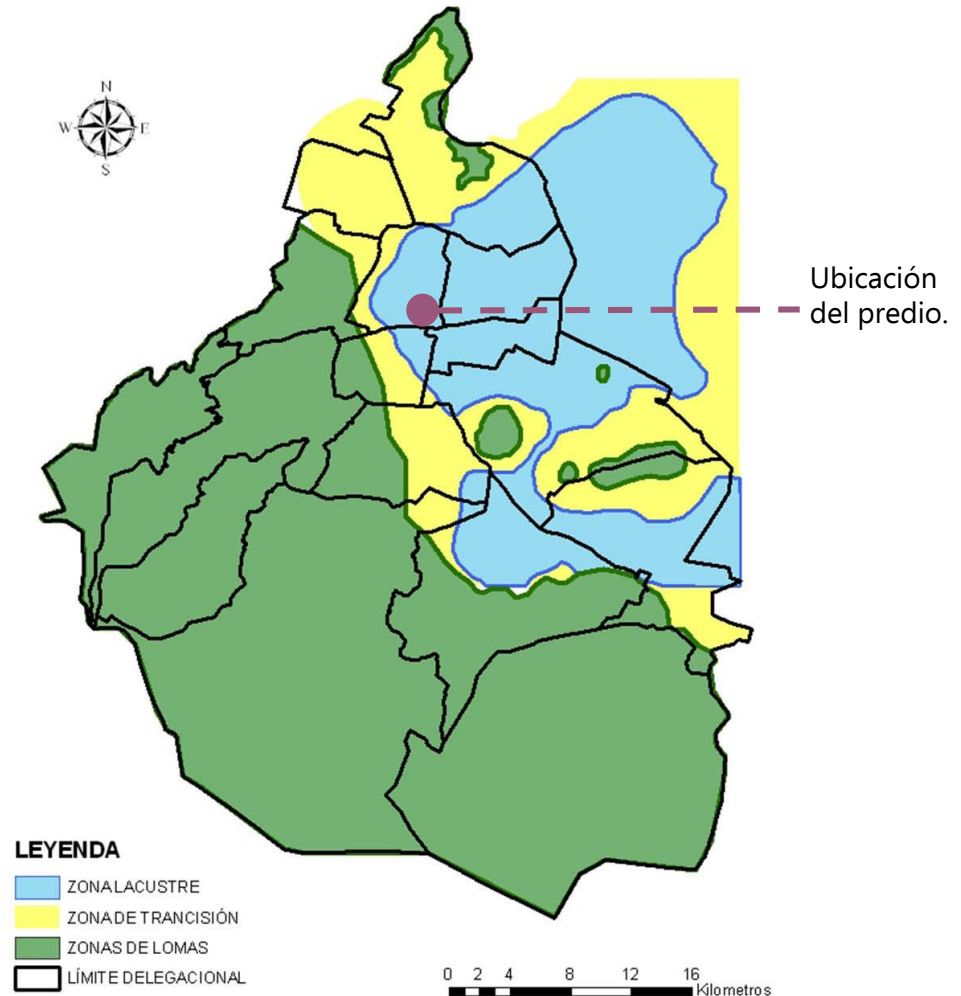 N
W E
S
Ubicación
del predio.
LEYENDA
ZONA LACUSTRE
ZONA DE TRANCISIÓN
ZONAS DE LOMAS
LÍMITE DELEGACIONAL
0 2 4 8 12 16
Kilometros